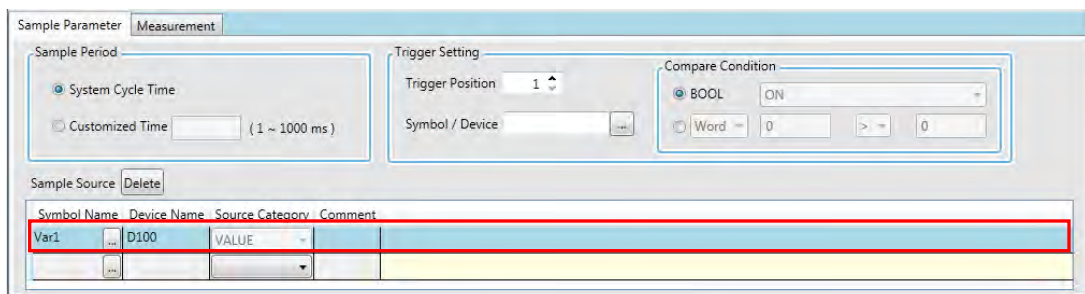 Sample Parameter Measurement
Sample Period
System Cycle Time
Customized Time ( 1 ~ 1000 ms )
Trigger Setting
Trigger Position 1
Symbol / Device ...
Compare Condition
BOOL ON
Word 0 > 0
Sample Source Delete
Symbol Name Device Name Source Category Comment
Var1 ... D100 VALUE
...